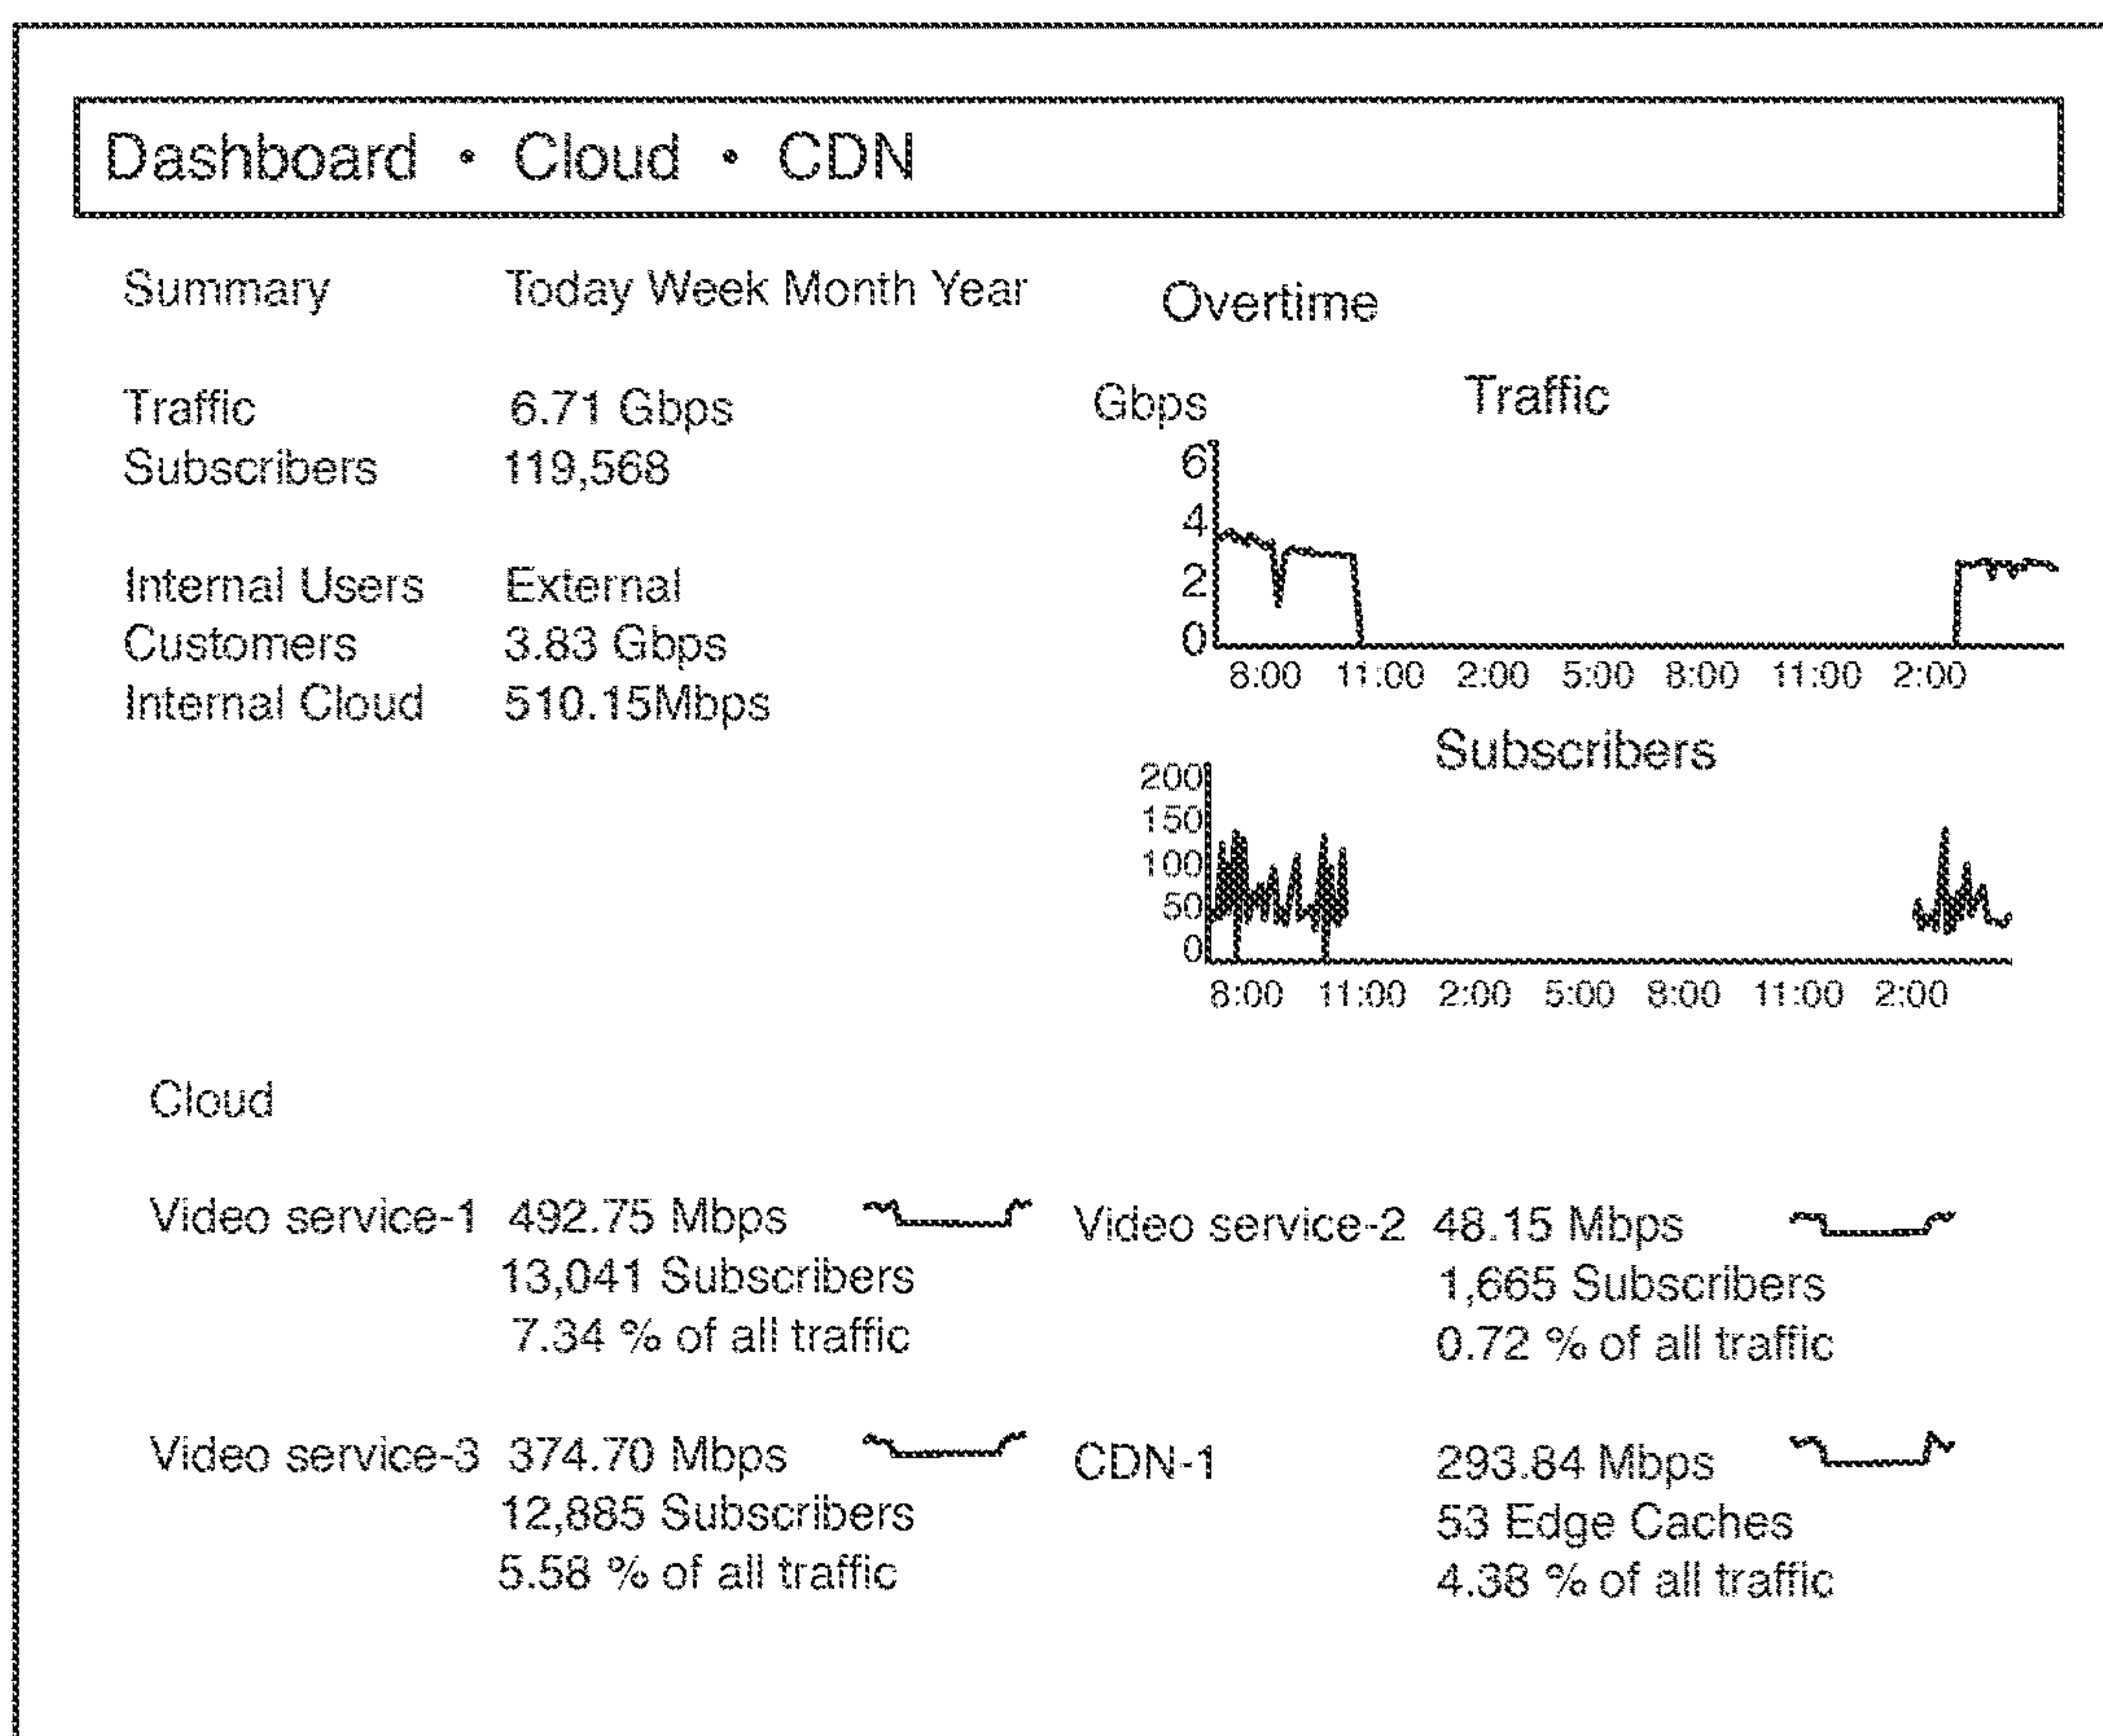 Dashboard • Cloud • CDN
Summary Today Week Month Year
Traffic 6.71 Gbps
Subscribers 119,568
Internal Users External
Customers 3.83 Gbps
Internal Cloud 510.15Mbps
Overtime
Gbps Traffic
6
4
2
0
8:00 11:00 2:00 5:00 8:00 11:00 2:00
Subscribers
200
150
100
50
0
8:00 11:00 2:00 5:00 8:00 11:00 2:00
Cloud
Video service-1 492.75 Mbps
13,041 Subscribers
7.34 % of all traffic
Video service-2 48.15 Mbps
1,665 Subscribers
0.72 % of all traffic
Video service-3 374.70 Mbps
12,885 Subscribers
5.58 % of all traffic
CDN-1 293.84 Mbps
53 Edge Caches
4.38 % of all traffic